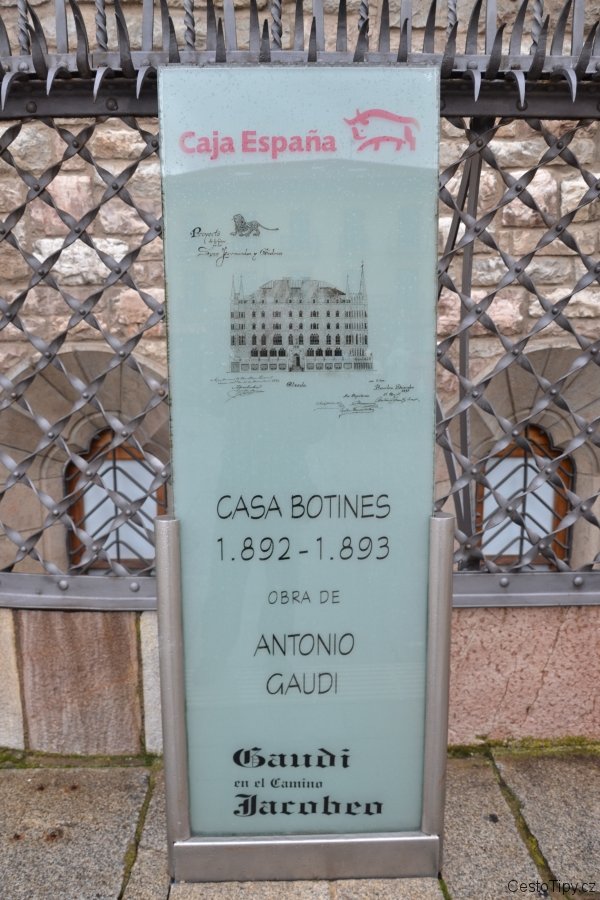 Caja España
Proyecto
CASA BOTINES
1.892-1.893
OBRA DE
ANTONIO
GAUDI
Gaudi
en el Camino
Jacobeo
CestoTipy.cz